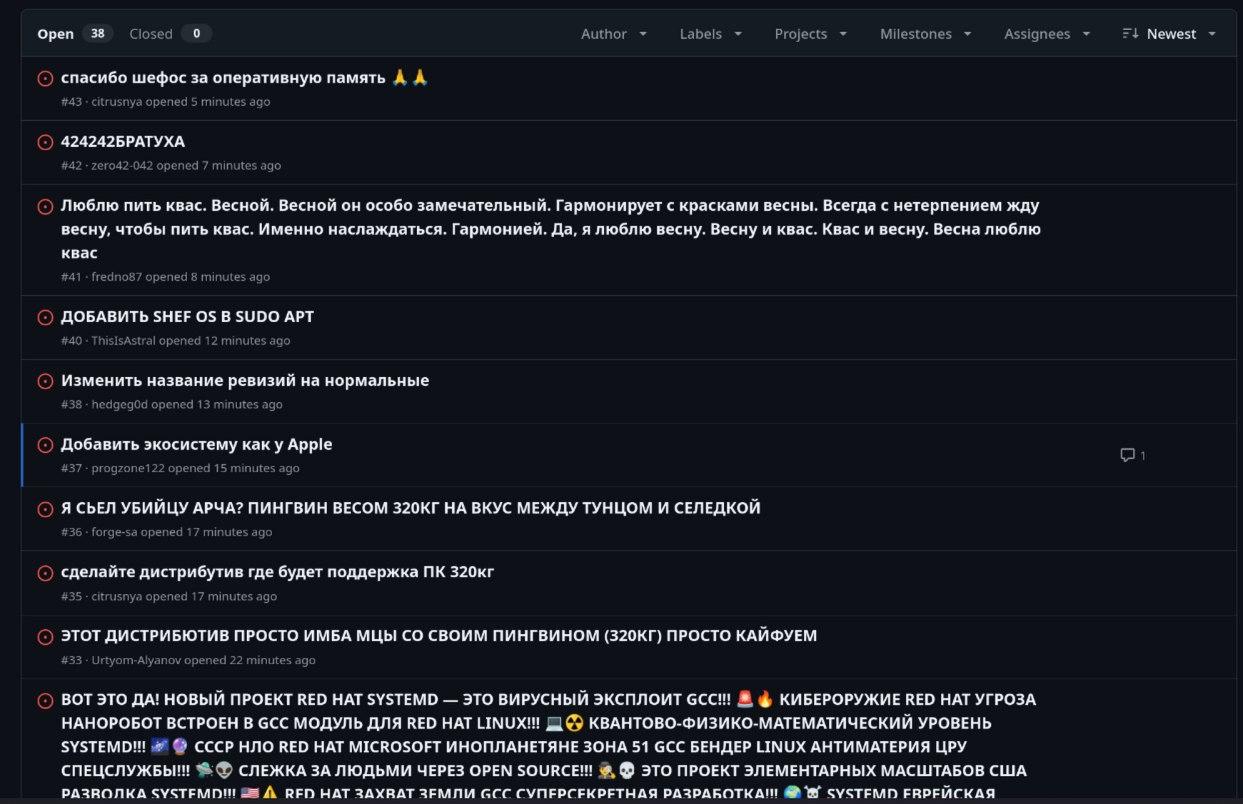 Open 38 Closed 0 Author Labels Projects Milestones Assignees Newest
спасибо шефос за оперативную память 🙏 🙏
#43 · citrusnya opened 5 minutes ago
424242БРАТУХА
#42 · zero42-042 opened 7 minutes ago
Люблю пить квас. Весной. Весной он особо замечательный. Гармонирует с красками весны. Всегда с нетерпением жду
весну, чтобы пить квас. Именно наслаждаться. Гармонией. Да, я люблю весну. Весну и квас. Квас и весну. Весна люблю
квас
#41 · fredno87 opened 8 minutes ago
ДОБАВИТЬ SHEF OS В SUDO APT
#40 · ThisIsAstral opened 12 minutes ago
Изменить название ревизий на нормальные
#38 · hedgeg0d opened 13 minutes ago
Добавить экосистему как у Apple
1
#37 · progzone122 opened 15 minutes ago
Я СЬЕЛ УБИЙЦУ АРЧА? ПИНГВИН ВЕСОМ 320КГ НА ВКУС МЕЖДУ ТУНЦОМ И СЕЛЕДКОЙ
#36 · forge-sa opened 17 minutes ago
сделайте дистрибутив где будет поддержка ПК 320кг
#35 · citrusnya opened 17 minutes ago
ЭТОТ ДИСТРИБЮТИВ ПРОСТО ИМБА МЦЫ СО СВОИМ ПИНГВИНОМ (320КГ) ПРОСТО КАЙФУЕМ
#33 · Urtyom-Alyanov opened 22 minutes ago
ВОТ ЭТО ДА! НОВЫЙ ПРОЕКТ RED HAT SYSTEMD — ЭТО ВИРУСНЫЙ ЭКСПЛОИТ GCC!!! 🚨🔥 КИБЕРОРУЖИЕ RED HAT УГРОЗА
НАНОРОБОТ ВСТРОЕН В GCC МОДУЛЬ ДЛЯ RED HAT LINUX!!! 💻☢️ КВАНТОВО-ФИЗИКО-МАТЕМАТИЧЕСКИЙ УРОВЕНЬ
SYSTEMD!!! 🌌🔮 СССР НЛО RED HAT MICROSOFT ИНОПЛАНЕТЯНЕ ЗОНА 51 GCC БЕНДЕР LINUX АНТИМАТЕРИЯ ЦРУ
СПЕЦСЛУЖБЫ!!! 🛸👽 СЛЕЖКА ЗА ЛЮДЬМИ ЧЕРЕЗ OPEN SOURCE!!! 🕵️💀 ЭТО ПРОЕКТ ЭЛЕМЕНТАРНЫХ МАСШТАБОВ США
РАЗВОДКА SYSTEMD!!! 🇺🇸⚠️ RED HAT ЗАХВАТ ЗЕМЛИ GCC СУПЕРСЕКРЕТНАЯ РАЗРАБОТКА!!! 🌍☠️ SYSTEMD ЕВРЕЙСКАЯ